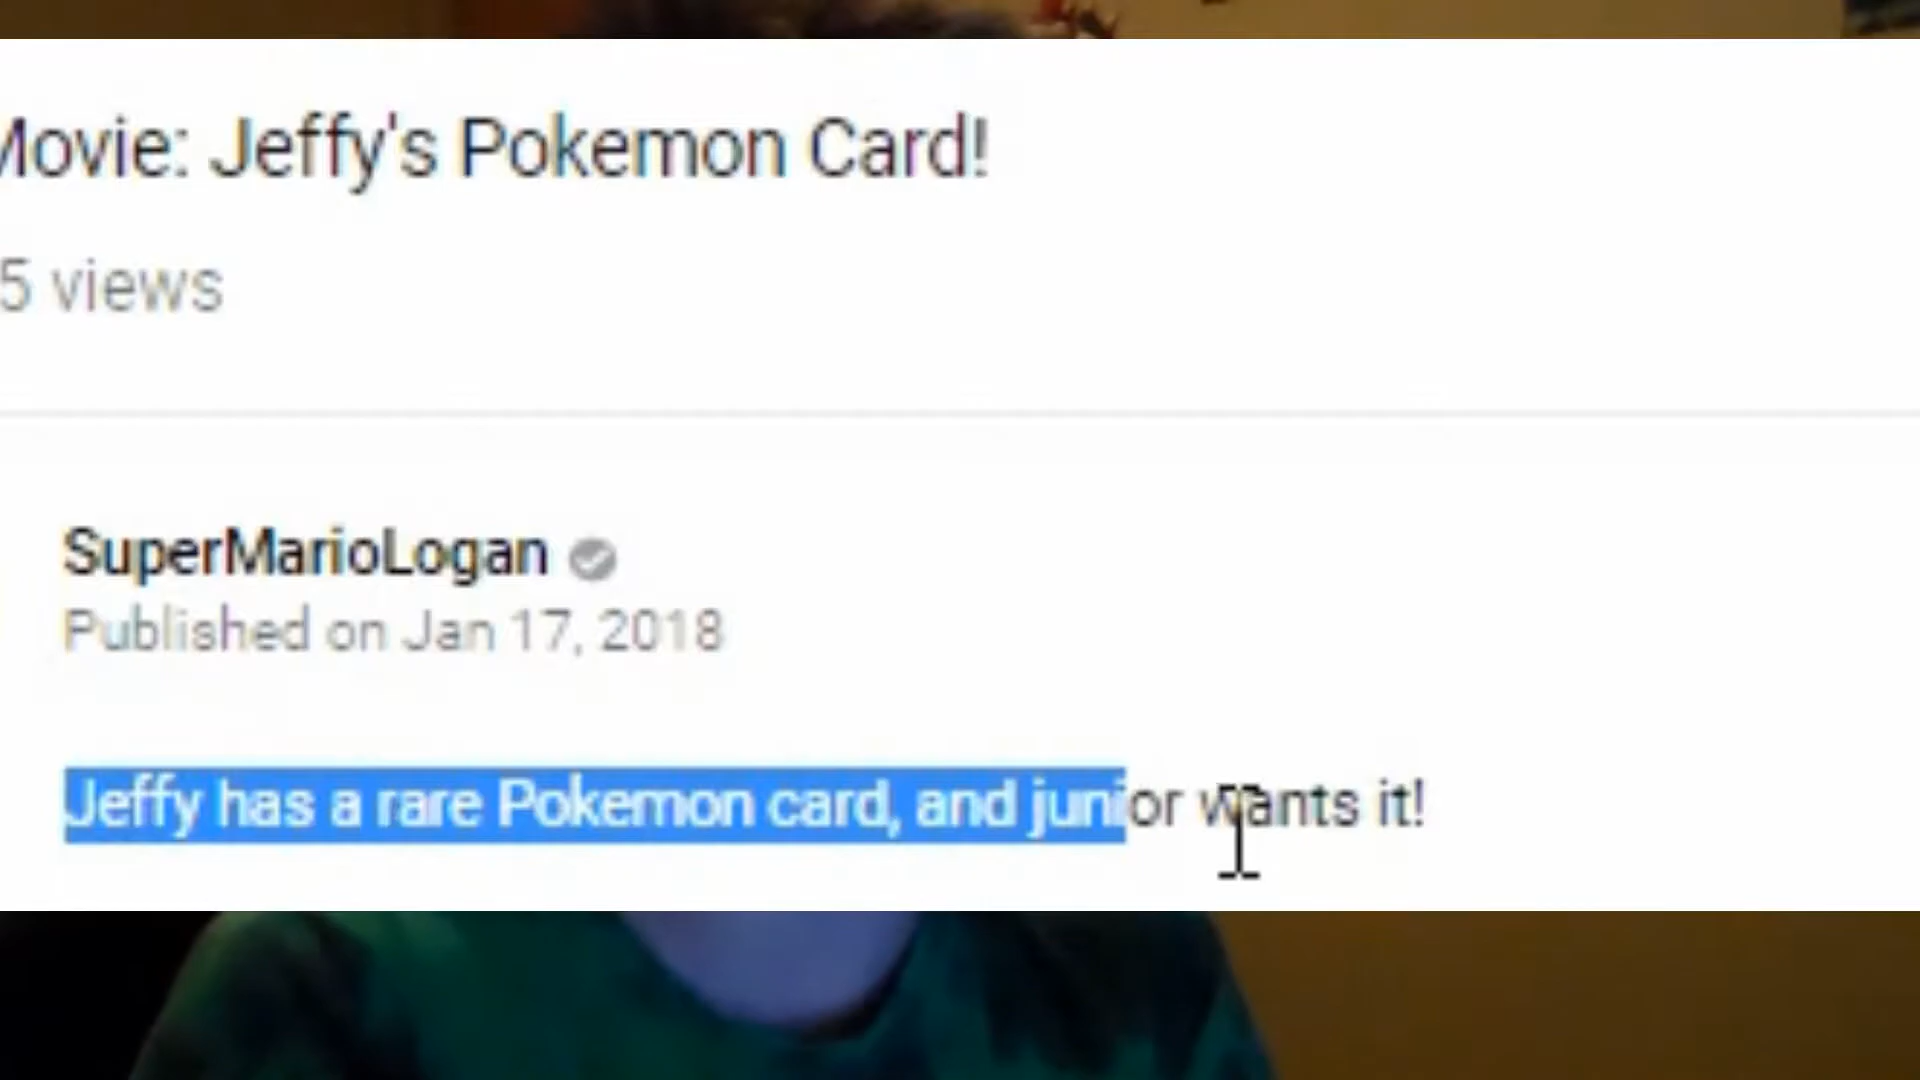 Movie: Jeffy's Pokemon Card!
5 views
SuperMarioLogan
Published on Jan 17, 2018
Jeffy has a rare Pokemon card, and junior wants it!